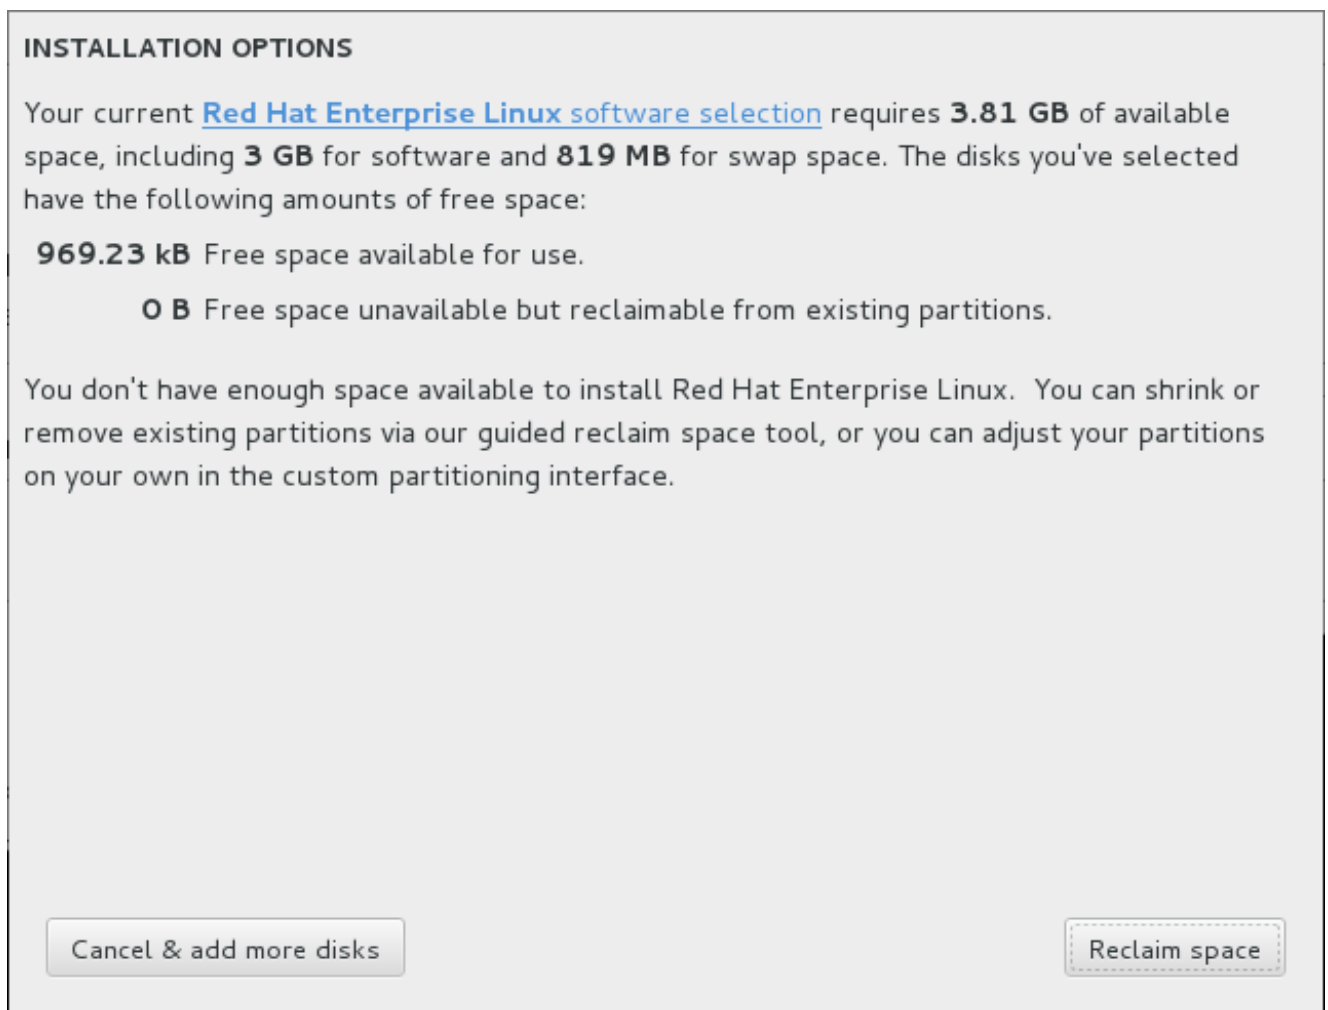 INSTALLATION OPTIONS
Your current Red Hat Enterprise Linux software selection requires 3.81 GB of available
space, including 3 GB for software and 819 MB for swap space. The disks you've selected
have the following amounts of free space:
969.23 kB Free space available for use.
0 B Free space unavailable but reclaimable from existing partitions.
You don't have enough space available to install Red Hat Enterprise Linux.  You can shrink or
remove existing partitions via our guided reclaim space tool, or you can adjust your partitions
on your own in the custom partitioning interface.
Cancel & add more disks
Reclaim space